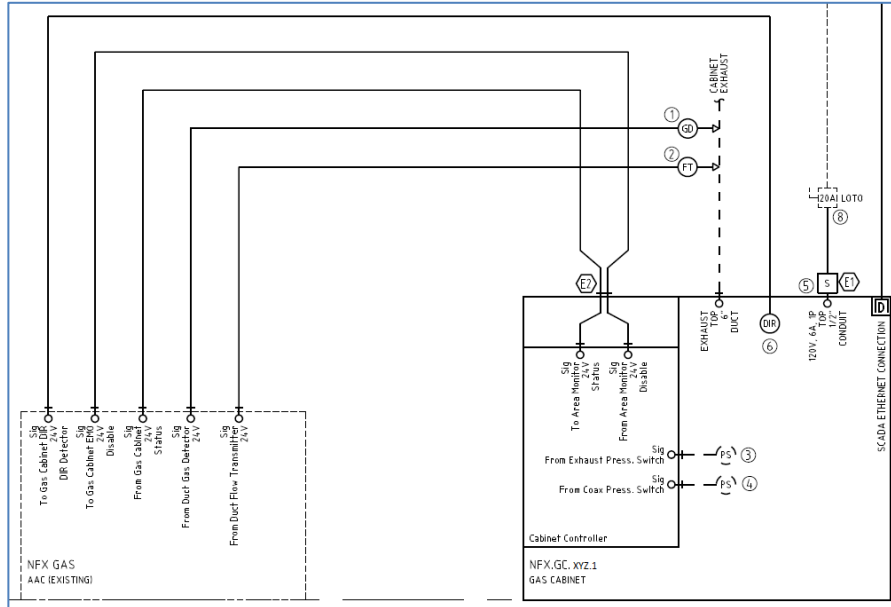 CABINET
EXHAUST
1
GD
2
FT
[20A] LOTO
8
E2
5
S
E1
D
EXHAUST
TOP
6"
DUCT
DIR
6
120V, 6A, 1P
TOP
1/2"
CONDUIT
SCADA ETHERNET CONNECTION
Sig
To Area Monitor
24V
Status
Sig
From Area Monitor
24V
Disable
Sig
To Gas Cabinet DIR
24V
DIR Detector
Sig
To Gas Cabinet EMO
24V
Disable
Sig
From Gas Cabinet
24V
Status
Sig
From Duct Gas Detector
24V
Sig
From Duct Flow Transmitter
24V
Sig
From Exhaust Press. Switch
PS
3
Sig
From Coax Press. Switch
PS
4
Cabinet Controller
NFX GAS
AAC (EXISTING)
NFX.GC. XYZ.1
GAS CABINET